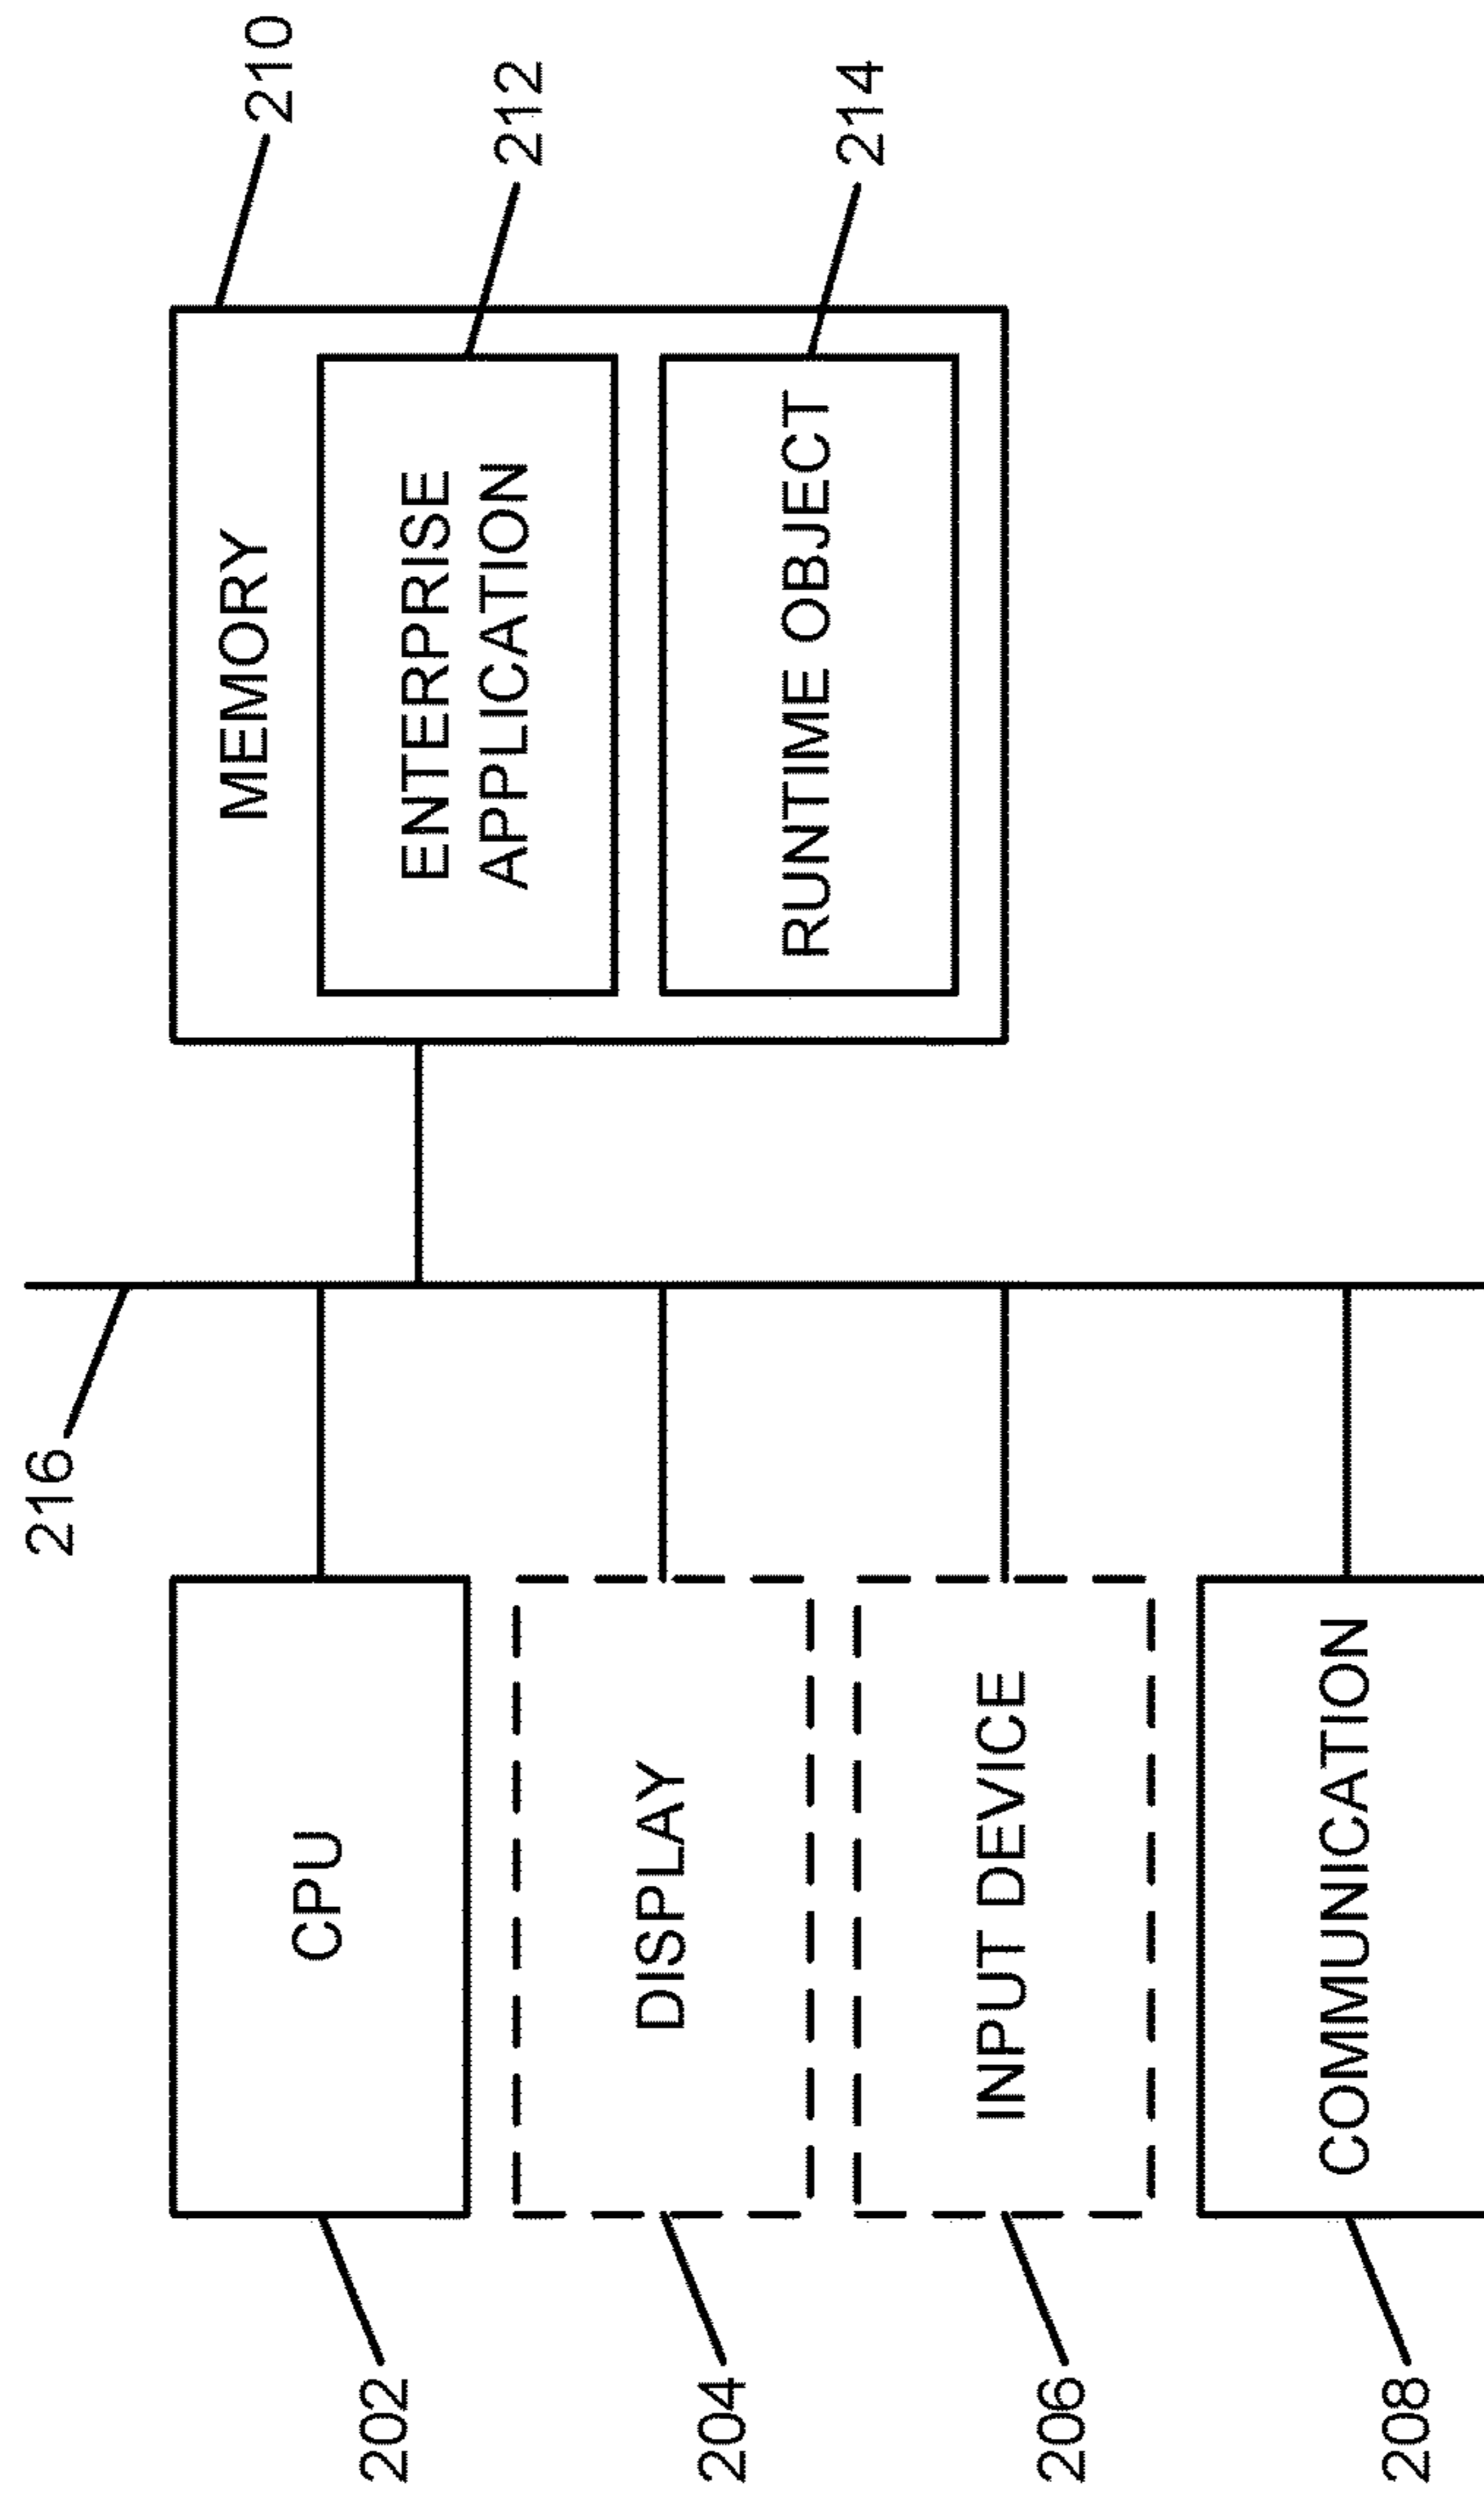 216
MEMORY
210
CPU
202
ENTERPRISE
APPLICATION
212
DISPLAY
204
RUNTIME OBJECT
214
INPUT DEVICE
206
COMMUNICATION
208